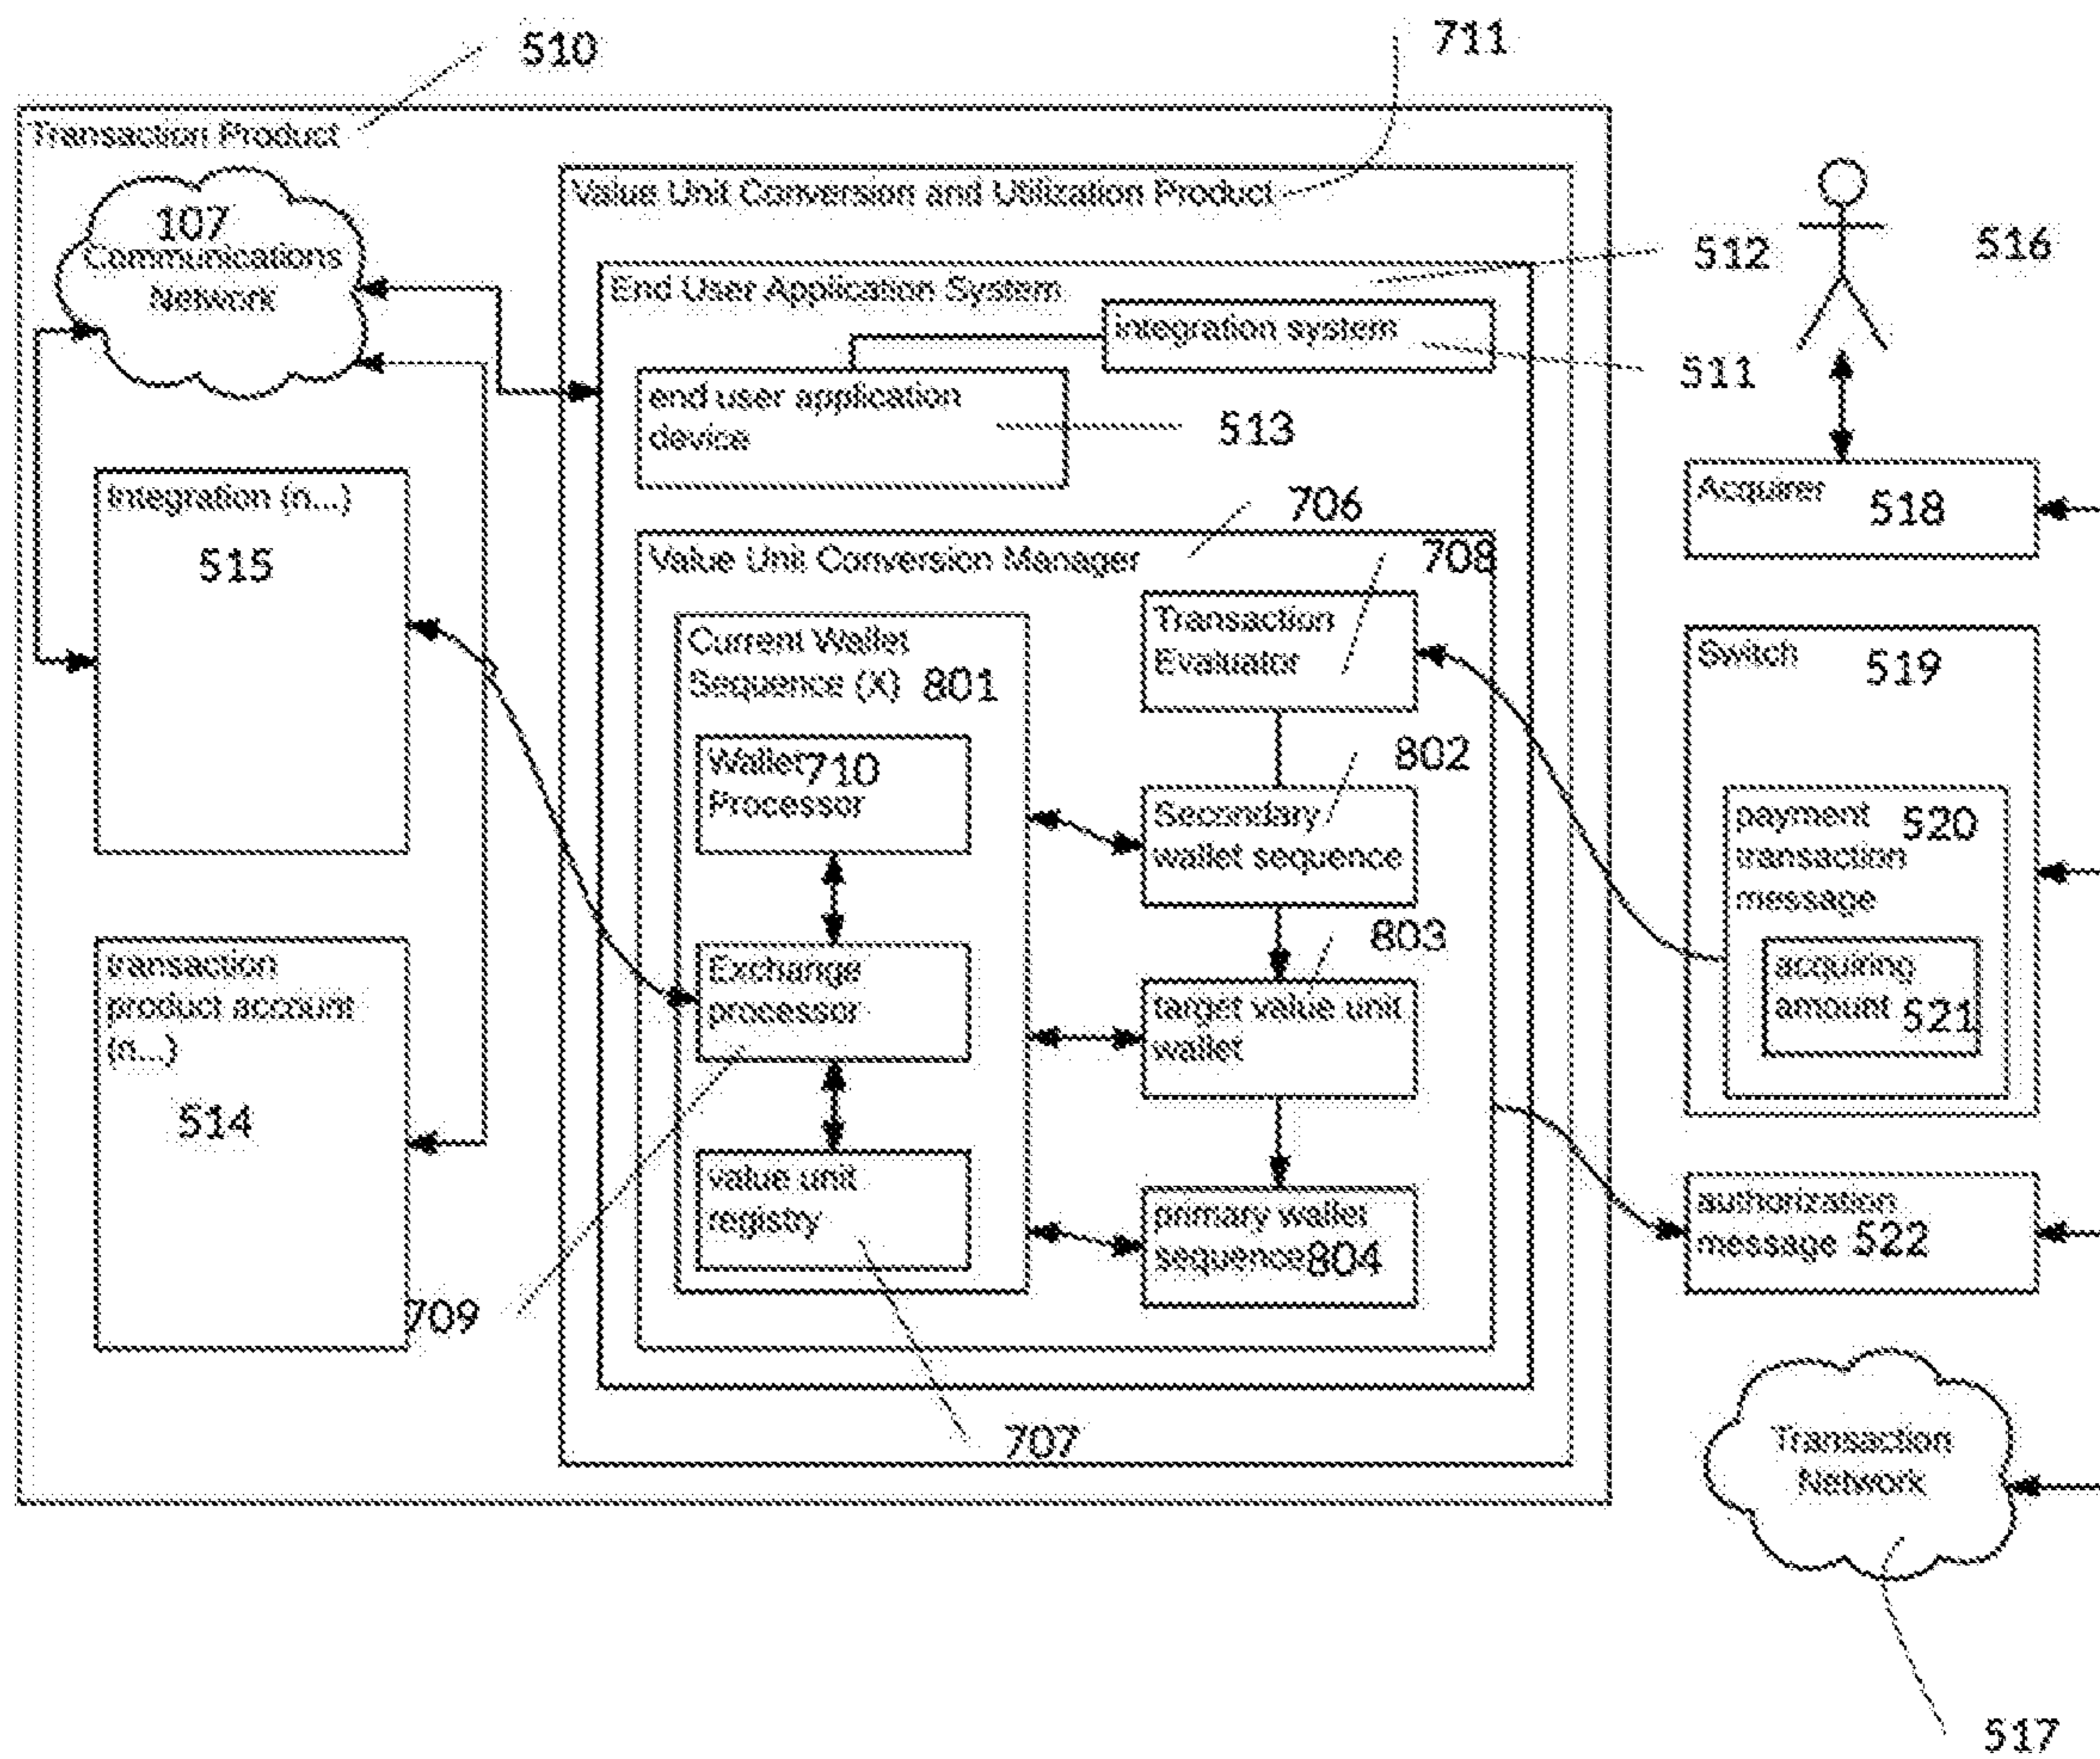 510
711
Transaction Product
Value Unit Conversion and Utilization Product
107
Communications
Network
512
516
End User Application System
integration system
511
end user application
device
513
Acquirer
518
Integration (n...)
515
706
Value Unit Conversion Manager
708
Current Wallet
Sequence (X) 801
Transaction
Evaluator
Switch
519
Wallet 710
Processor
802
Secondary
wallet sequence
payment 520
transaction
message
803
transaction
product account
(n...)
514
Exchange
processor
target value unit
wallet
acquiring
amount 521
value unit
registry
primary wallet
sequence 804
authorization
message 522
709
707
Transaction
Network
517